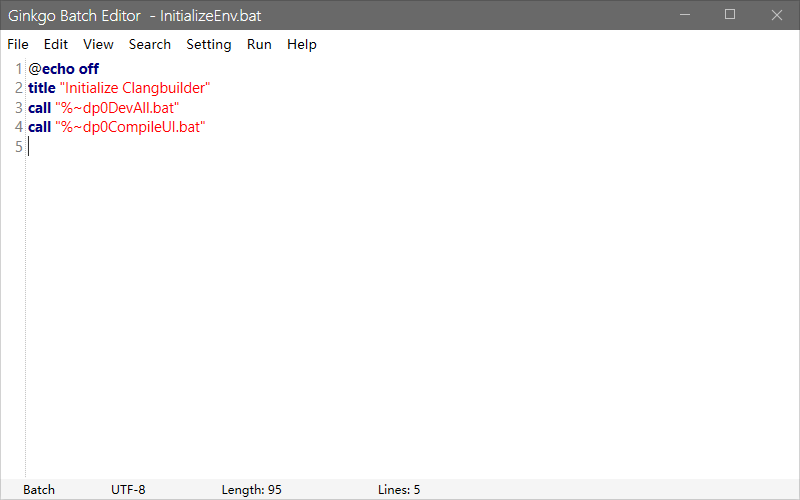 Ginkgo Batch Editor - InitializeEnv.bat
File Edit View Search Setting Run Help
1 @echo off
2 title "Initialize Clangbuilder"
3 call "%~dp0DevAll.bat"
4 call "%~dp0CompileUI.bat"
5
Batch UTF-8 Length: 95 Lines: 5